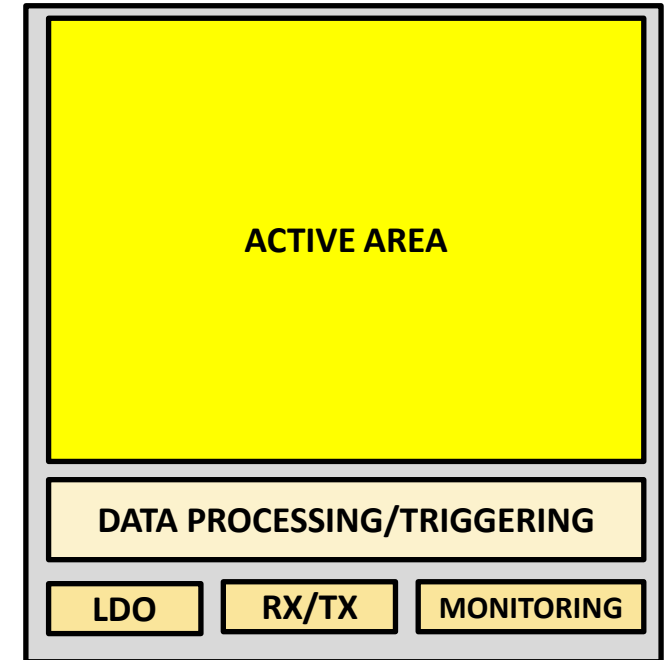 ACTIVE AREA
DATA PROCESSING/TRIGGERING
LDO
RX/TX
MONITORING